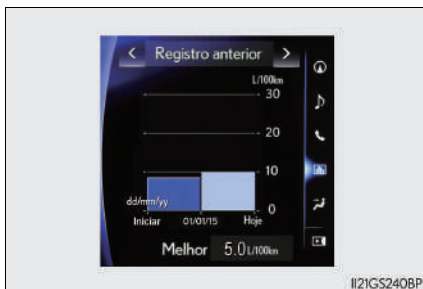 < Registro anterior >
L/100km
30
20
10
0
dd/mm/yy
Iniciar 01/01/15 Hoje
Melhor 5.0 L/100km
II21GS240BP